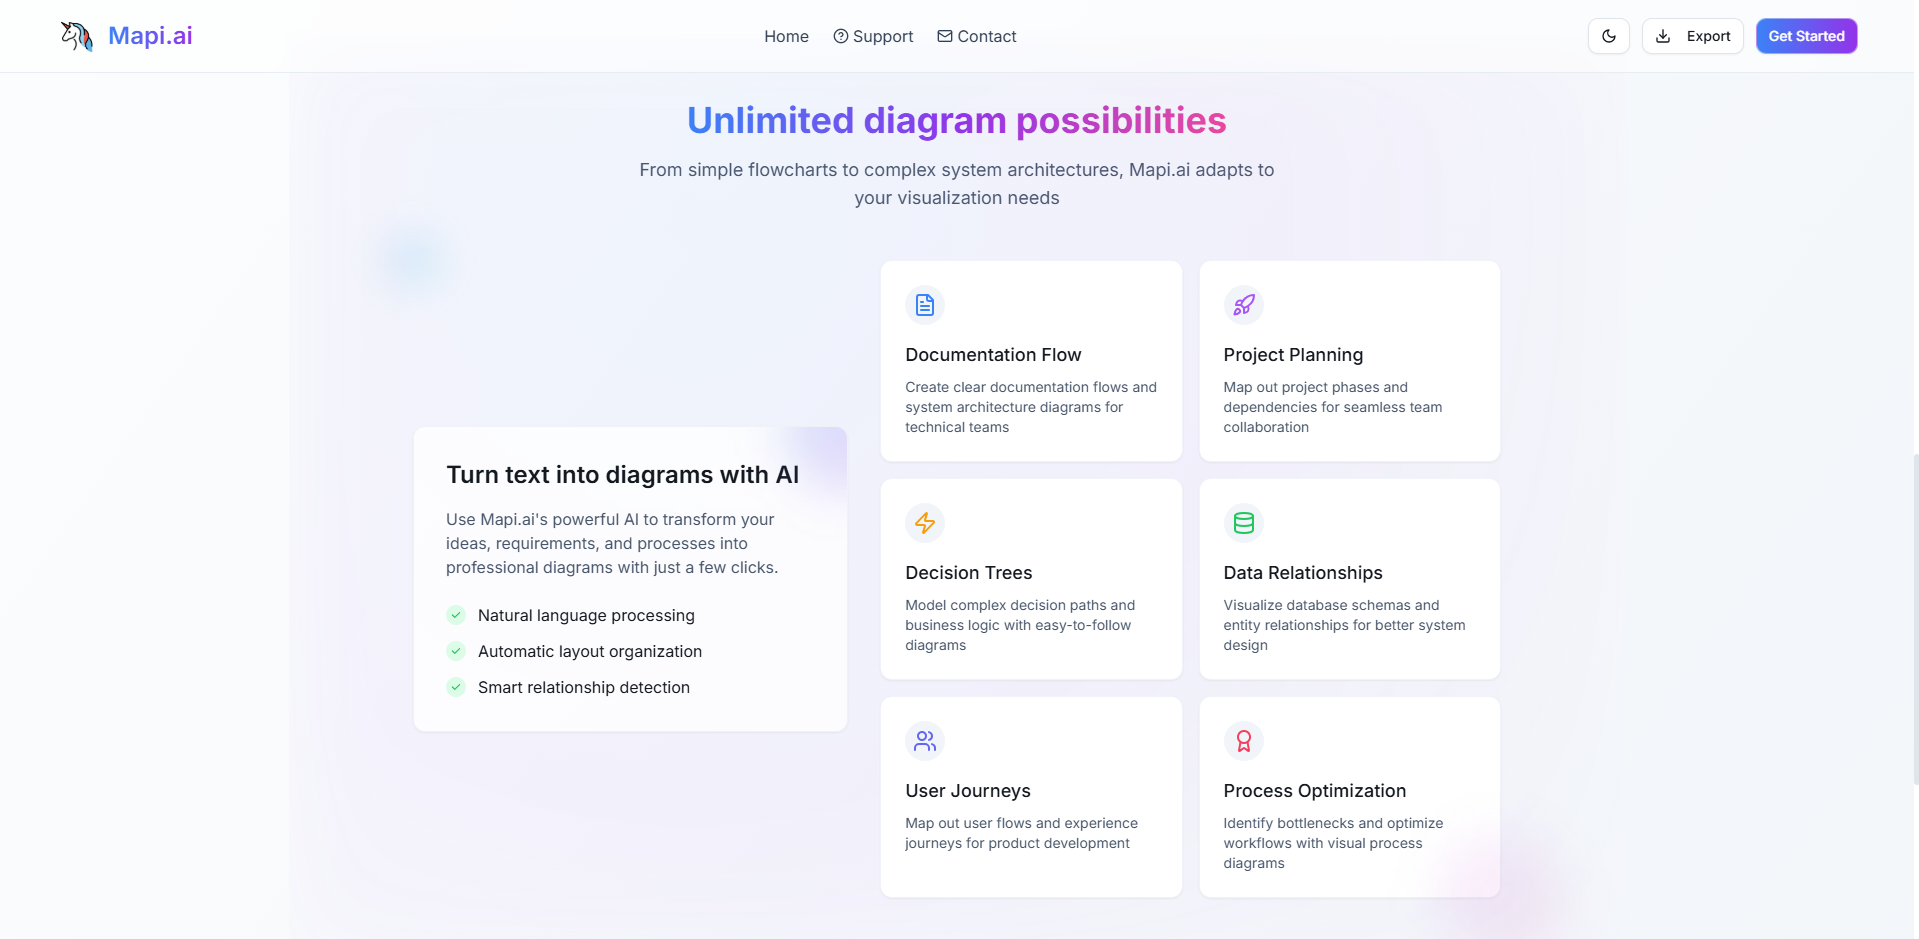 Mapi.ai
Home
Support
Contact
Export
Get Started
Unlimited diagram possibilities
From simple flowcharts to complex system architectures, Mapi.ai adapts to
your visualization needs
Turn text into diagrams with AI
Use Mapi.ai's powerful AI to transform your
ideas, requirements, and processes into
professional diagrams with just a few clicks.
Natural language processing
Automatic layout organization
Smart relationship detection
Documentation Flow
Create clear documentation flows and
system architecture diagrams for
technical teams
Project Planning
Map out project phases and
dependencies for seamless team
collaboration
Decision Trees
Model complex decision paths and
business logic with easy-to-follow
diagrams
Data Relationships
Visualize database schemas and
entity relationships for better system
design
User Journeys
Map out user flows and experience
journeys for product development
Process Optimization
Identify bottlenecks and optimize
workflows with visual process
diagrams